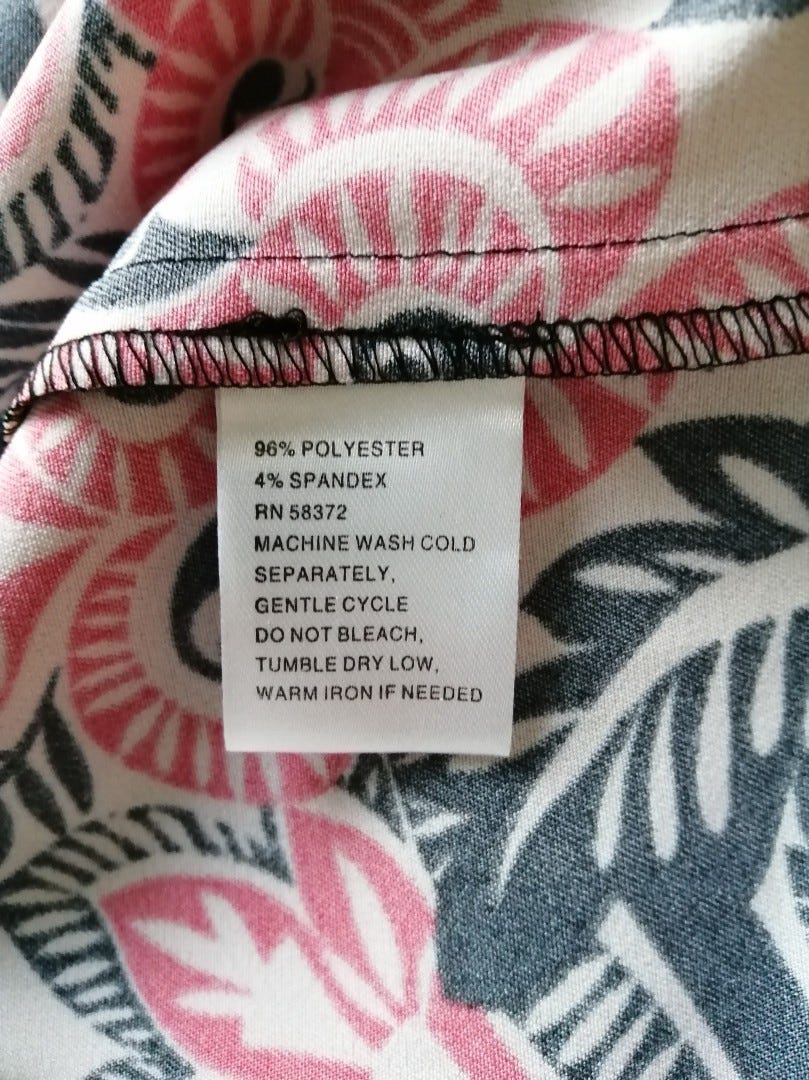 96% POLYESTER
4% SPANDEX
RN 58372
MACHINE WASH COLD
SEPARATELY,
GENTLE CYCLE
DO NOT BLEACH,
TUMBLE DRY LOW,
WARM IRON IF NEEDED